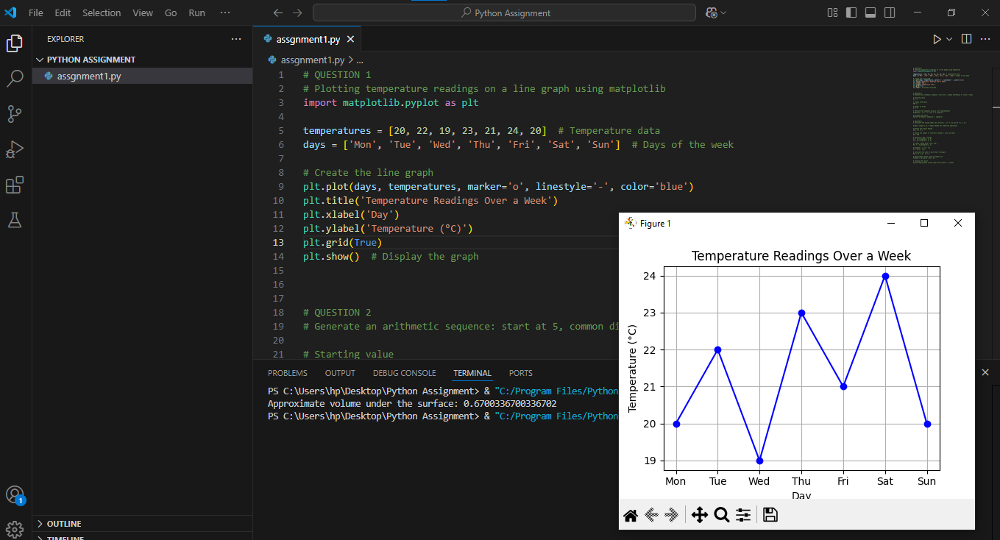 File Edit Selection View Go Run ...
Python Assignment
EXPLORER
PYTHON ASSIGNMENT
assgnment1.py
OUTLINE
TIMELINE
1
assgnment1.py
assgnment1.py > ...
1 # QUESTION 1
2 # Plotting temperature readings on a line graph using matplotlib
3 import matplotlib.pyplot as plt
4
5 temperatures = [20, 22, 19, 23, 21, 24, 20]  # Temperature data
6 days = ['Mon', 'Tue', 'Wed', 'Thu', 'Fri', 'Sat', 'Sun']  # Days of the week
7
8 # Create the line graph
9 plt.plot(days, temperatures, marker='o', linestyle='-', color='blue')
10 plt.title('Temperature Readings Over a Week')
11 plt.xlabel('Day')
12 plt.ylabel('Temperature (°C)')
13 plt.grid(True)
14 plt.show()  # Display the graph
15
16
17
18 # QUESTION 2
19 # Generate an arithmetic sequence: start at 5, common di
20
21 # Starting value
PROBLEMS OUTPUT DEBUG CONSOLE TERMINAL PORTS
PS C:\Users\hp\Desktop\Python Assignment> & "C:/Program Files/Python
Approximate volume under the surface: 0.6700336700336702
PS C:\Users\hp\Desktop\Python Assignment> & "C:/Program Files/Python
Figure 1
Temperature Readings Over a Week
Temperature (°C)
24
23
22
21
20
19
Mon Tue Wed Thu Fri Sat Sun
Day